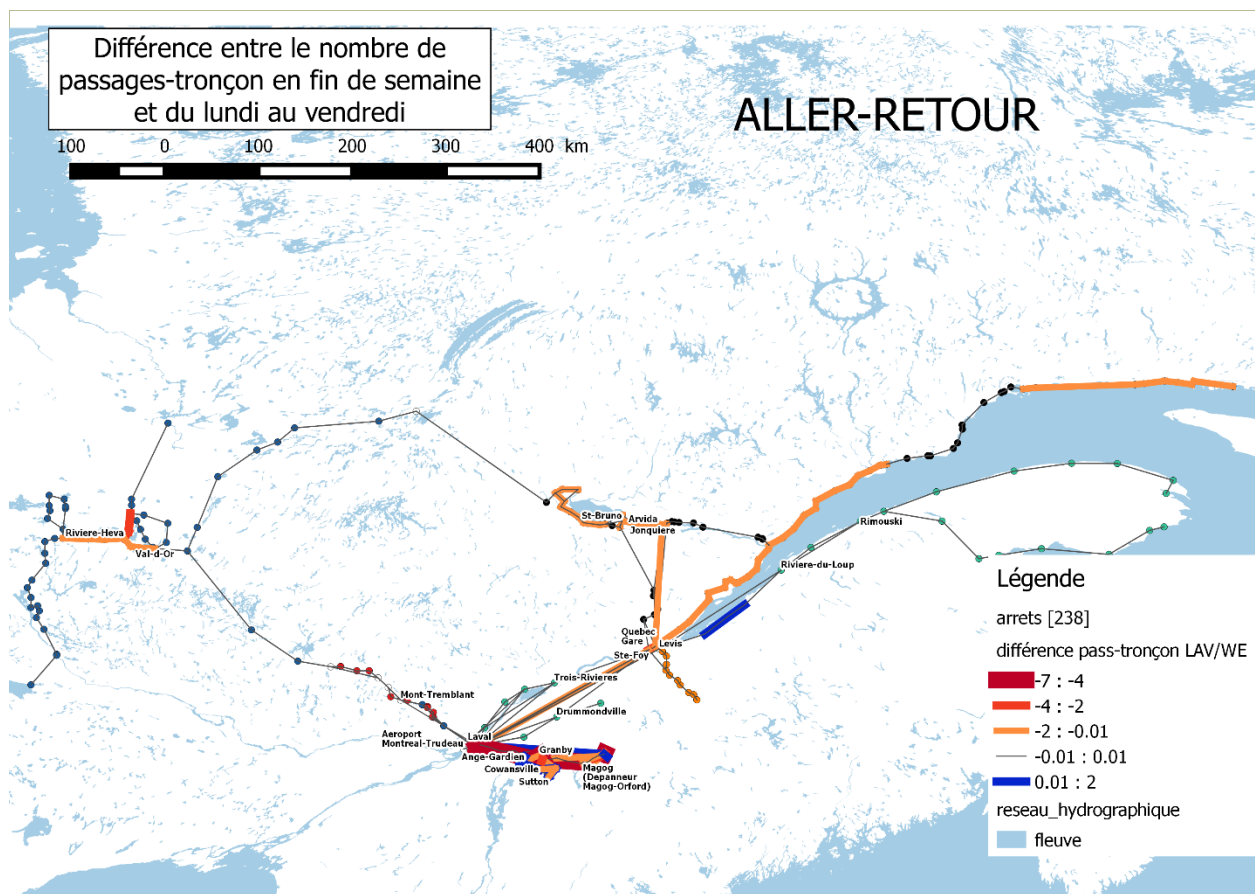 Différence entre le nombre de
passages-tronçon en fin de semaine
et du lundi au vendredi
ALLER-RETOUR
100 0 100 200 300 400 km
Riviere-Heva
Val-d-Or
St-Bruno
Arvida
Jonquiere
Rimouski
Riviere-du-Loup
Quebec
Gare
Levis
Ste-Foy
Trois-Rivieres
Mont-Tremblant
Drummondville
Aeroport
Montreal-Trudeau
Laval
Ange-Gardien
Granby
Cowansville
Sutton
Magog
(Depanneur
Magog-Orford)
Légende
arrets [238]
différence pass-tronçon LAV/WE
-7 : -4
-4 : -2
-2 : -0.01
-0.01 : 0.01
0.01 : 2
reseau_hydrographique
fleuve